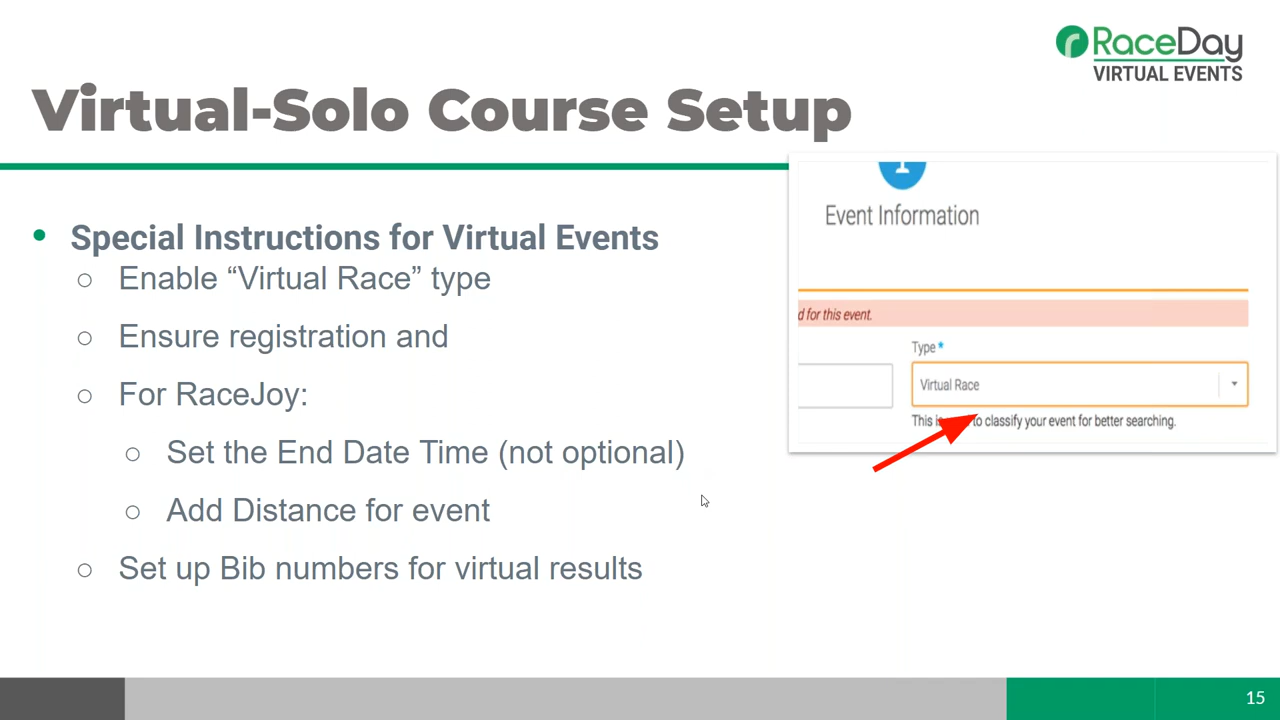 RaceDay
VIRTUAL EVENTS
Virtual-Solo Course Setup
Special Instructions for Virtual Events
Enable “Virtual Race” type
Ensure registration and
For RaceJoy:
Set the End Date Time (not optional)
Add Distance for event
Set up Bib numbers for virtual results
1
Event Information
d for this event.
Type *
Virtual Race
This is to classify your event for better searching.
15